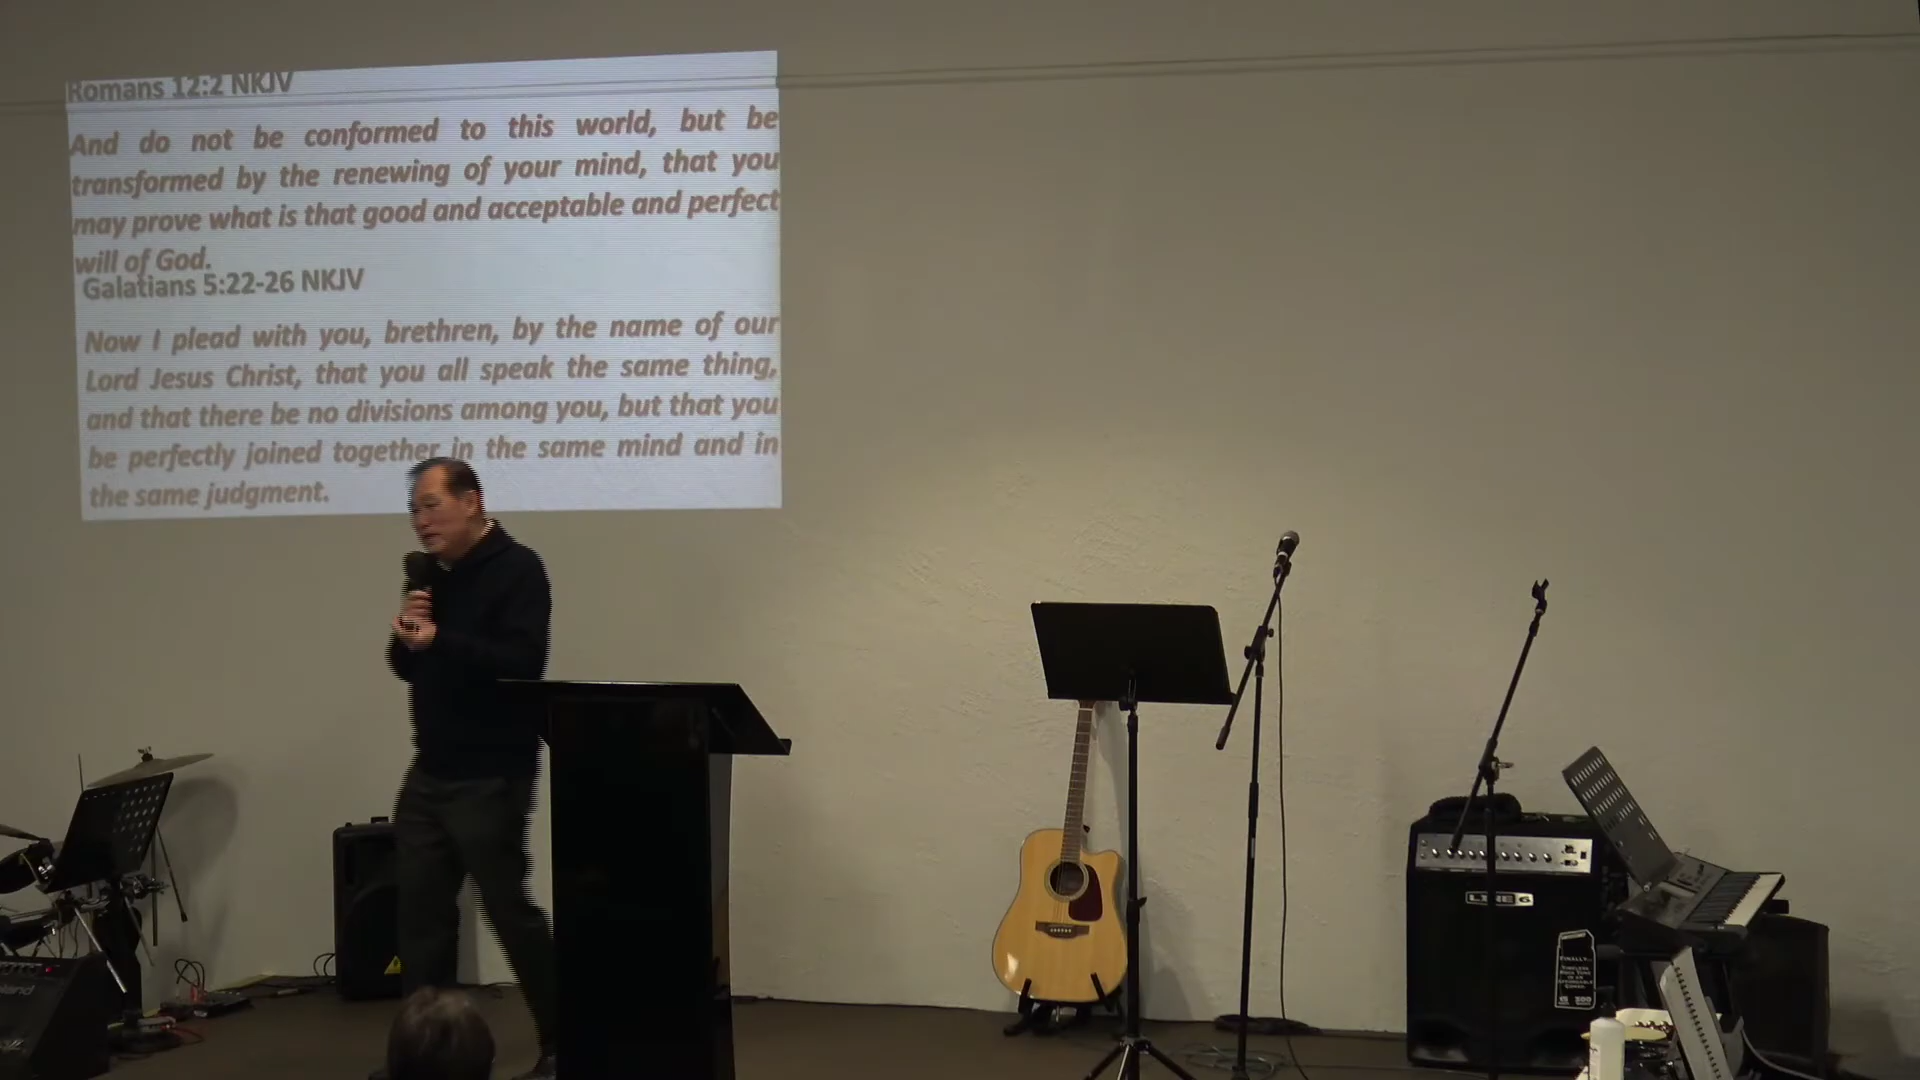 Romans 12:2 NKJV
And do not be conformed to this world, but be
transformed by the renewing of your mind, that you
may prove what is that good and acceptable and perfect
will of God.
Galatians 5:22-26 NKJV
Now I plead with you, brethren, by the name of our
Lord Jesus Christ, that you all speak the same thing,
and that there be no divisions among you, but that you
be perfectly joined together in the same mind and in
the same judgment.
LINE 6
FINALLY...
Roland